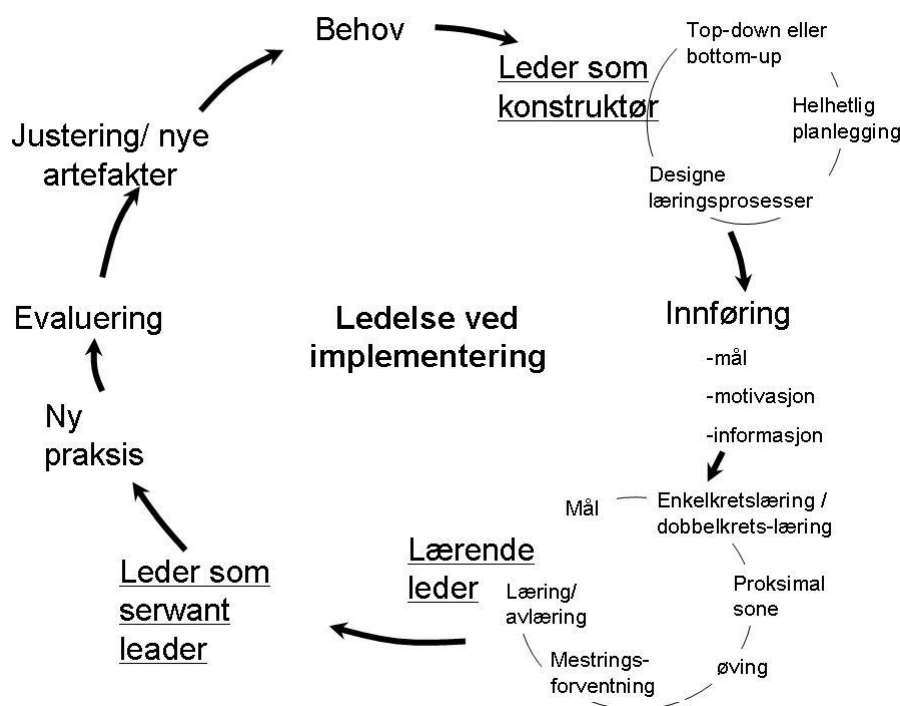 Behov
Leder som
konstruktør
Top-down eller
bottom-up
Helhetlig
planlegging
Designe
læringsprosesser
Innføring
-mål
-motivasjon
-informasjon
Enkelkretslæring /
dobbelkrets-læring
Proksimal
sone
øving
Mestrings-
forventning
Læring/
avlæring
Mål
Lærende
leder
Leder som
serwant
leader
Ny
praksis
Evaluering
Justering/ nye
artefakter
Ledelse ved
implementering